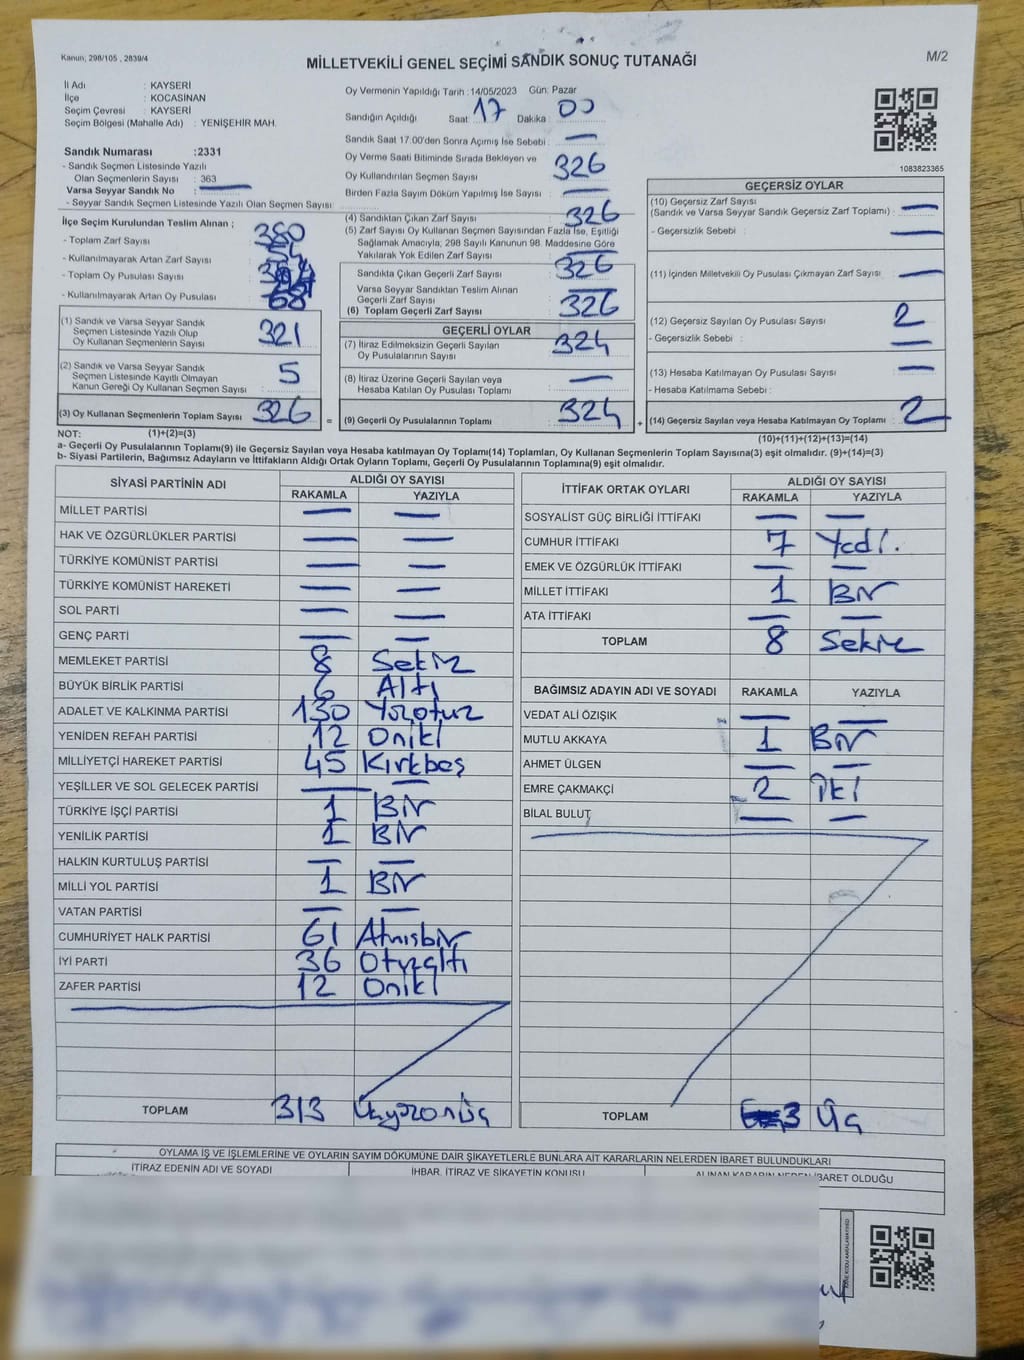 Kanun; 298/105 , 2839/4
MİLLETVEKİLİ GENEL SEÇİMİ SANDIK SONUÇ TUTANAĞI
M/2
İl Adı : KAYSERİ
İlçe : KOCASİNAN
Seçim Çevresi : KAYSERİ
Seçim Bölgesi (Mahalle Adı) : YENİŞEHİR MAH.
Sandık Numarası :2331
- Sandık Seçmen Listesinde Yazılı
Olan Seçmenlerin Sayısı : 363
Varsa Seyyar Sandık No :
- Seyyar Sandık Seçmen Listesinde Yazılı Olan Seçmen Sayısı :
Oy Vermenin Yapıldığı Tarih : 14/05/2023 Gün: Pazar
Sandığın Açıldığı Saat : 17 Dakika : 00
Sandık Saat 17:00'den Sonra Açımış İse Sebebi : —
Oy Verme Saati Bitiminde Sırada Bekleyen ve
Oy Kullandırılan Seçmen Sayısı : 326
Birden Fazla Sayım Döküm Yapılmış İse Sayısı : —
1083823365
İlçe Seçim Kurulundan Teslim Alınan ;
- Toplam Zarf Sayısı : 380
- Kullanılmayarak Artan Zarf Sayısı : 54
- Toplam Oy Pusulası Sayısı :
- Kullanılmayarak Artan Oy Pusulası : 68
(1) Sandık ve Varsa Seyyar Sandık
Seçmen Listesinde Yazılı Olup
Oy Kullanan Seçmenlerin Sayısı : 321
(2) Sandık ve Varsa Seyyar Sandık
Seçmen Listesinde Kayıtlı Olmayan
Kanun Gereği Oy Kullanan Seçmen Sayısı : 5
(3) Oy Kullanan Seçmenlerin Toplam Sayısı : 326 =
(4) Sandıktan Çıkan Zarf Sayısı : 326
(5) Zarf Sayısı Oy Kullanan Seçmen Sayısından Fazla İse, Eşitliği
Sağlamak Amacıyla; 298 Sayılı Kanunun 98. Maddesine Göre
Yakılarak Yok Edilen Zarf Sayısı : —
Sandıkta Çıkan Geçerli Zarf Sayısı : 326
Varsa Seyyar Sandıktan Teslim Alınan
Geçerli Zarf Sayısı : —
(6) Toplam Geçerli Zarf Sayısı : 326
GEÇERLİ OYLAR
(7) İtiraz Edilmeksizin Geçerli Sayılan
Oy Pusulalarının Sayısı : 324
(8) İtiraz Üzerine Geçerli Sayılan veya
Hesaba Katılan Oy Pusulası Toplamı : —
(9) Geçerli Oy Pusulalarının Toplamı : 324 +
GEÇERSİZ OYLAR
(10) Geçersiz Zarf Sayısı
(Sandık ve Varsa Seyyar Sandık Geçersiz Zarf Toplamı) : —
- Geçersizlik Sebebi : —
(11) İçinden Milletvekili Oy Pusulası Çıkmayan Zarf Sayısı : —
(12) Geçersiz Sayılan Oy Pusulası Sayısı : 2
- Geçersizlik Sebebi : —
(13) Hesaba Katılmayan Oy Pusulası Sayısı : —
- Hesaba Katılmama Sebebi :
(14) Geçersiz Sayılan veya Hesaba Katılmayan Oy Toplamı : 2
NOT: (1)+(2)=(3)
(10)+(11)+(12)+(13)=(14)
a- Geçerli Oy Pusulalarının Toplamı(9) ile Geçersiz Sayılan veya Hesaba katılmayan Oy Toplamı(14) Toplamları, Oy Kullanan Seçmenlerin Toplam Sayısına(3) eşit olmalıdır. (9)+(14)=(3)
b- Siyasi Partilerin, Bağımsız Adayların ve İttifakların Aldığı Ortak Oyların Toplamı, Geçerli Oy Pusulalarının Toplamına(9) eşit olmalıdır.
SİYASİ PARTİNİN ADI ALDIĞI OY SAYISI
RAKAMLA YAZIYLA
MİLLET PARTİSİ — —
HAK VE ÖZGÜRLÜKLER PARTİSİ — —
TÜRKİYE KOMÜNİST PARTİSİ — —
TÜRKİYE KOMÜNİST HAREKETİ — —
SOL PARTİ — —
GENÇ PARTİ — —
MEMLEKET PARTİSİ 8 Sekiz
BÜYÜK BİRLİK PARTİSİ 6 Altı
ADALET VE KALKINMA PARTİSİ 130 Yüzotuz
YENİDEN REFAH PARTİSİ 12 Oniki
MİLLİYETÇİ HAREKET PARTİSİ 45 Kırkbeş
YEŞİLLER VE SOL GELECEK PARTİSİ — —
TÜRKİYE İŞÇİ PARTİSİ 1 Bir
YENİLİK PARTİSİ 1 Bir
HALKIN KURTULUŞ PARTİSİ — —
MİLLİ YOL PARTİSİ 1 Bir
VATAN PARTİSİ — —
CUMHURİYET HALK PARTİSİ 61 Atmışbir
İYİ PARTİ 36 Otuzaltı
ZAFER PARTİSİ 12 Oniki
TOPLAM 313 Üçyüzonüç
İTTİFAK ORTAK OYLARI ALDIĞI OY SAYISI
RAKAMLA YAZIYLA
SOSYALİST GÜÇ BİRLİĞİ İTTİFAKI — —
CUMHUR İTTİFAKI 7 Yedi.
EMEK VE ÖZGÜRLÜK İTTİFAKI — —
MİLLET İTTİFAKI 1 Bir
ATA İTTİFAKI — —
TOPLAM 8 Sekiz
BAĞIMSIZ ADAYIN ADI VE SOYADI RAKAMLA YAZIYLA
VEDAT ALİ ÖZIŞIK — —
MUTLU AKKAYA 1 Bir
AHMET ÜLGEN — —
EMRE ÇAKMAKÇİ 2 İki
BİLAL BULUT — —
TOPLAM 3 Üç
OYLAMA İŞ VE İŞLEMLERİNE VE OYLARIN SAYIM DÖKÜMÜNE DAİR ŞİKAYETLERLE BUNLARA AİT KARARLARIN NELERDEN İBARET BULUNDUKLARI
İTİRAZ EDENİN ADI VE SOYADI İHBAR, İTİRAZ VE ŞİKAYETİN KONUSU ALINAN KARARIN NEDEN İBARET OLDUĞU